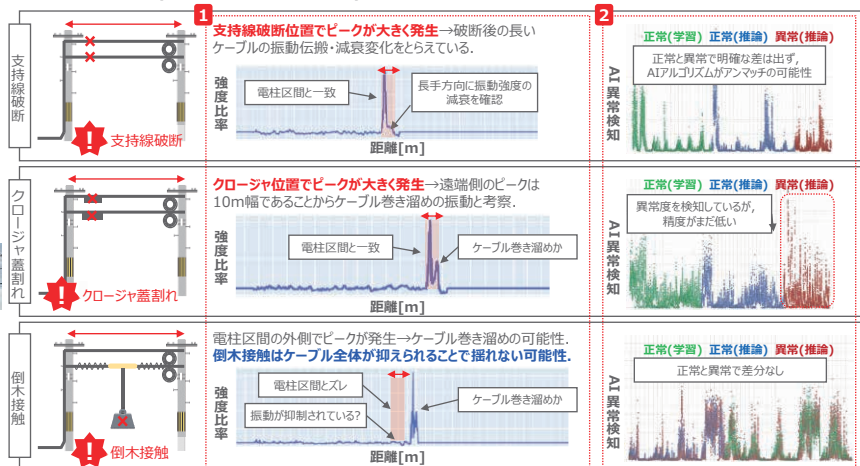 1
2
支持線破断
支持線破断
支持線破断位置でピークが大きく発生→破断後の長い
ケーブルの振動伝搬・減衰変化をとらえている.
強度比率
電柱区間と一致
長手方向に振動強度の
減衰を確認
距離[m]
AI 異常検知
正常(学習) 正常(推論) 異常(推論)
正常と異常で明確な差は出ず,
AIアルゴリズムがアンマッチの可能性
クロージャ蓋割れ
クロージャ蓋割れ
クロージャ位置でピークが大きく発生→遠端側のピークは
10m幅であることからケーブル巻き溜めの振動と考察.
強度比率
電柱区間と一致
ケーブル巻き溜めか
距離[m]
AI 異常検知
正常(学習) 正常(推論) 異常(推論)
異常度を検知しているが,
精度がまだ低い
倒木接触
倒木接触
電柱区間の外側でピークが発生→ケーブル巻き溜めの可能性.
倒木接触はケーブル全体が抑えられることで揺れない可能性.
強度比率
電柱区間とズレ
振動が抑制されている?
ケーブル巻き溜めか
距離[m]
AI 異常検知
正常(学習) 正常(推論) 異常(推論)
正常と異常で差分なし